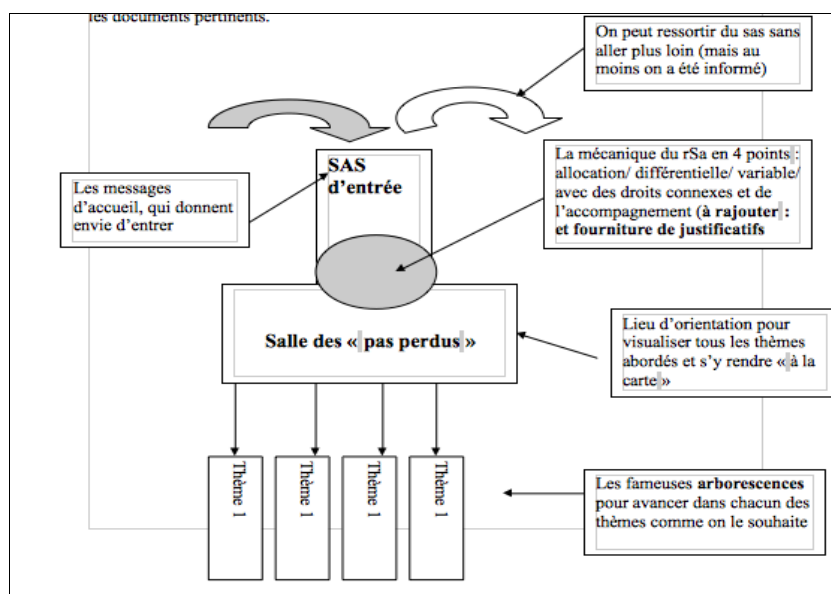 les documents pertinents.
On peut ressortir du sas sans
aller plus loin (mais au
moins on a été informé)
SAS
d’entrée
La mécanique du rSa en 4 points :
allocation/ différentielle/ variable/
avec des droits connexes et de
l’accompagnement (à rajouter :
et fourniture de justificatifs
Les messages
d’accueil, qui donnent
envie d’entrer
Salle des « pas perdus »
Lieu d’orientation pour
visualiser tous les thèmes
abordés et s’y rendre « à la
carte »
Thème 1
Thème 1
Thème 1
Thème 1
Les fameuses arborescences
pour avancer dans chacun des
thèmes comme on le souhaite